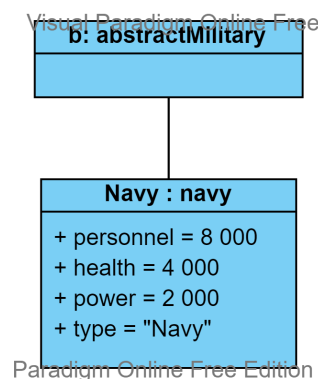 Visual Paradigm Online Free
b: abstractMilitary
Navy : navy
+ personnel = 8 000
+ health = 4 000
+ power = 2 000
+ type = "Navy"
Paradigm Online Free Edition